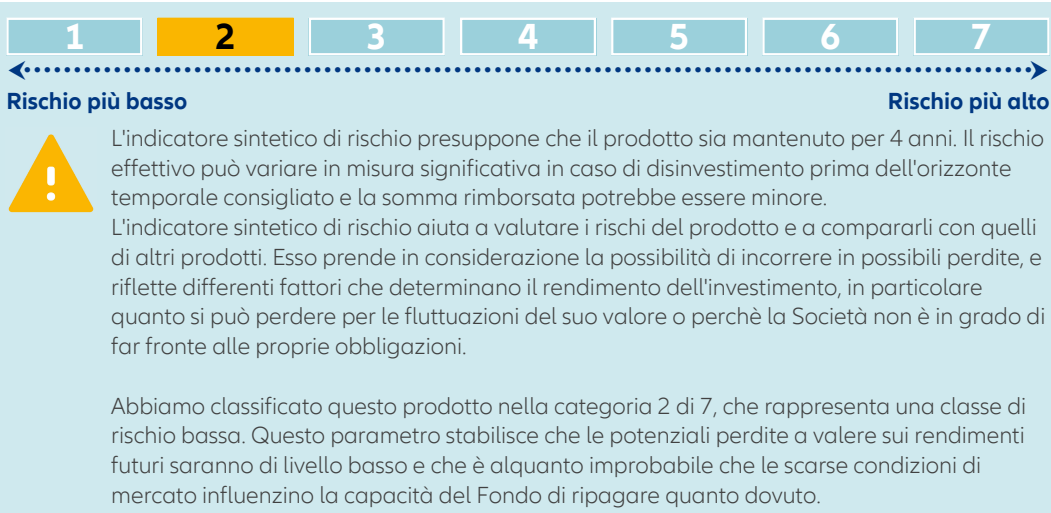 1 2 3 4 5 6 7
Rischio più basso Rischio più alto
L'indicatore sintetico di rischio presuppone che il prodotto sia mantenuto per 4 anni. Il rischio
effettivo può variare in misura significativa in caso di disinvestimento prima dell'orizzonte
temporale consigliato e la somma rimborsata potrebbe essere minore.
L'indicatore sintetico di rischio aiuta a valutare i rischi del prodotto e a compararli con quelli
di altri prodotti. Esso prende in considerazione la possibilità di incorrere in possibili perdite, e
riflette differenti fattori che determinano il rendimento dell'investimento, in particolare
quanto si può perdere per le fluttuazioni del suo valore o perchè la Società non è in grado di
far fronte alle proprie obbligazioni.
Abbiamo classificato questo prodotto nella categoria 2 di 7, che rappresenta una classe di
rischio bassa. Questo parametro stabilisce che le potenziali perdite a valere sui rendimenti
futuri saranno di livello basso e che è alquanto improbabile che le scarse condizioni di
mercato influenzino la capacità del Fondo di ripagare quanto dovuto.